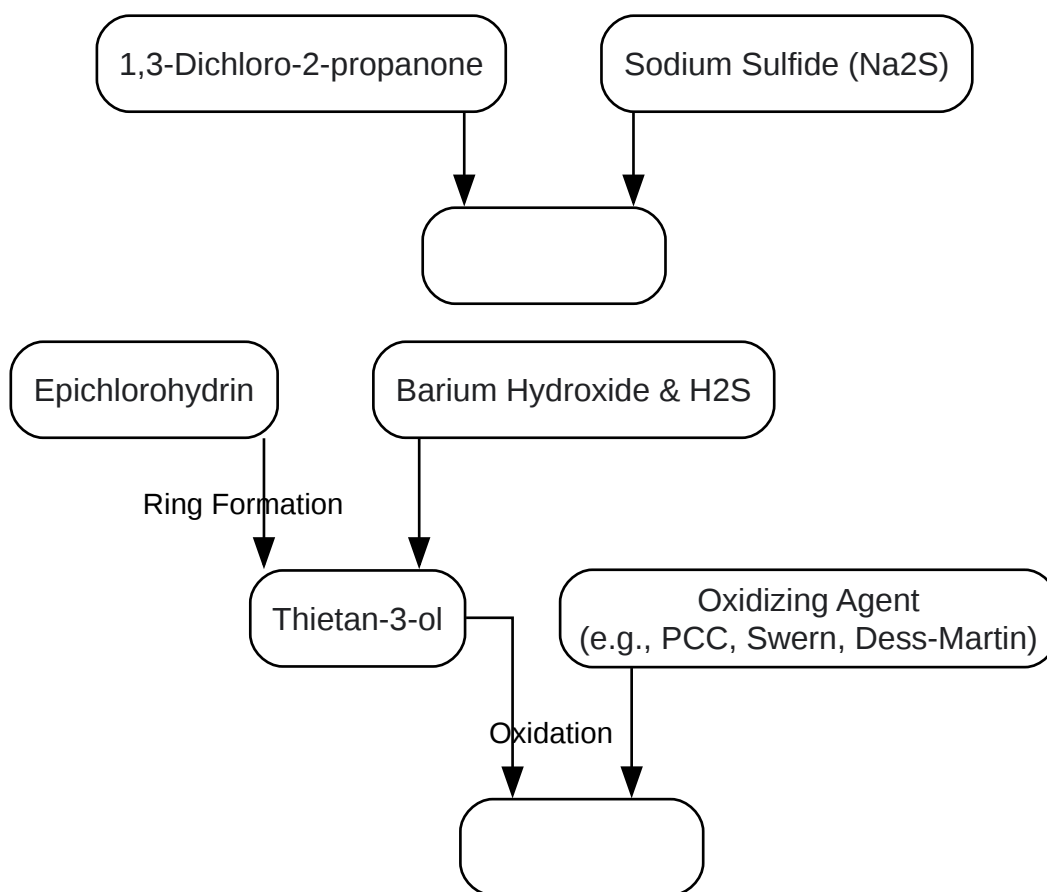 1,3-Dichloro-2-propanone
Sodium Sulfide (Na2S)
Epichlorohydrin
Barium Hydroxide & H2S
Ring Formation
Thietan-3-ol
Oxidizing Agent
(e.g., PCC, Swern, Dess-Martin)
Oxidation